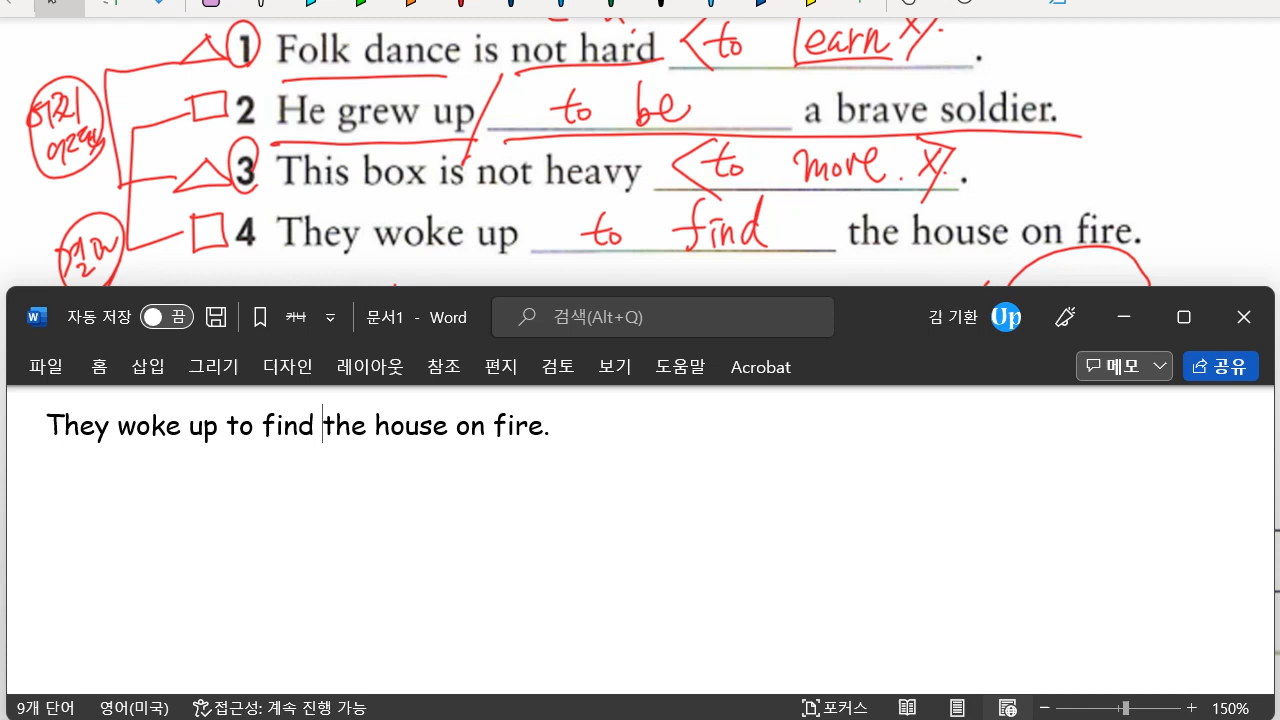 1 Folk dance is not hard <to learn X.
2 He grew up to be a brave soldier.
3 This box is not heavy <to move. X.
4 They woke up to find the house on fire.
자동 저장 끔 가나 문서1 - Word 검색(Alt+Q) 김 기환 Up
파일 홈 삽입 그리기 디자인 레이아웃 참조 편지 검토 보기 도움말 Acrobat 메모 공유
They woke up to find the house on fire.
9개 단어 영어(미국) 접근성: 계속 진행 가능 포커스 150%